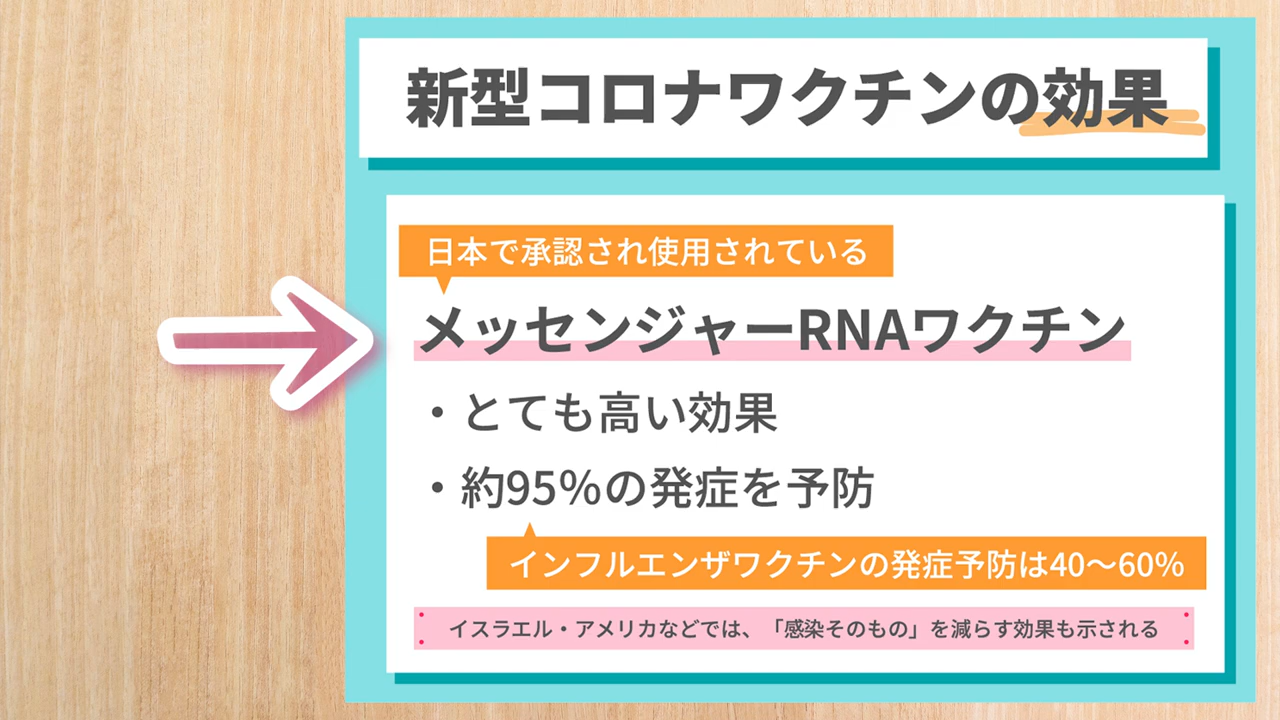 新型コロナワクチンの効果
日本で承認され使用されている
メッセンジャーRNAワクチン
・とても高い効果
・約95%の発症を予防
インフルエンザワクチンの発症予防は40〜60%
イスラエル・アメリカなどでは、「感染そのもの」を減らす効果も示される